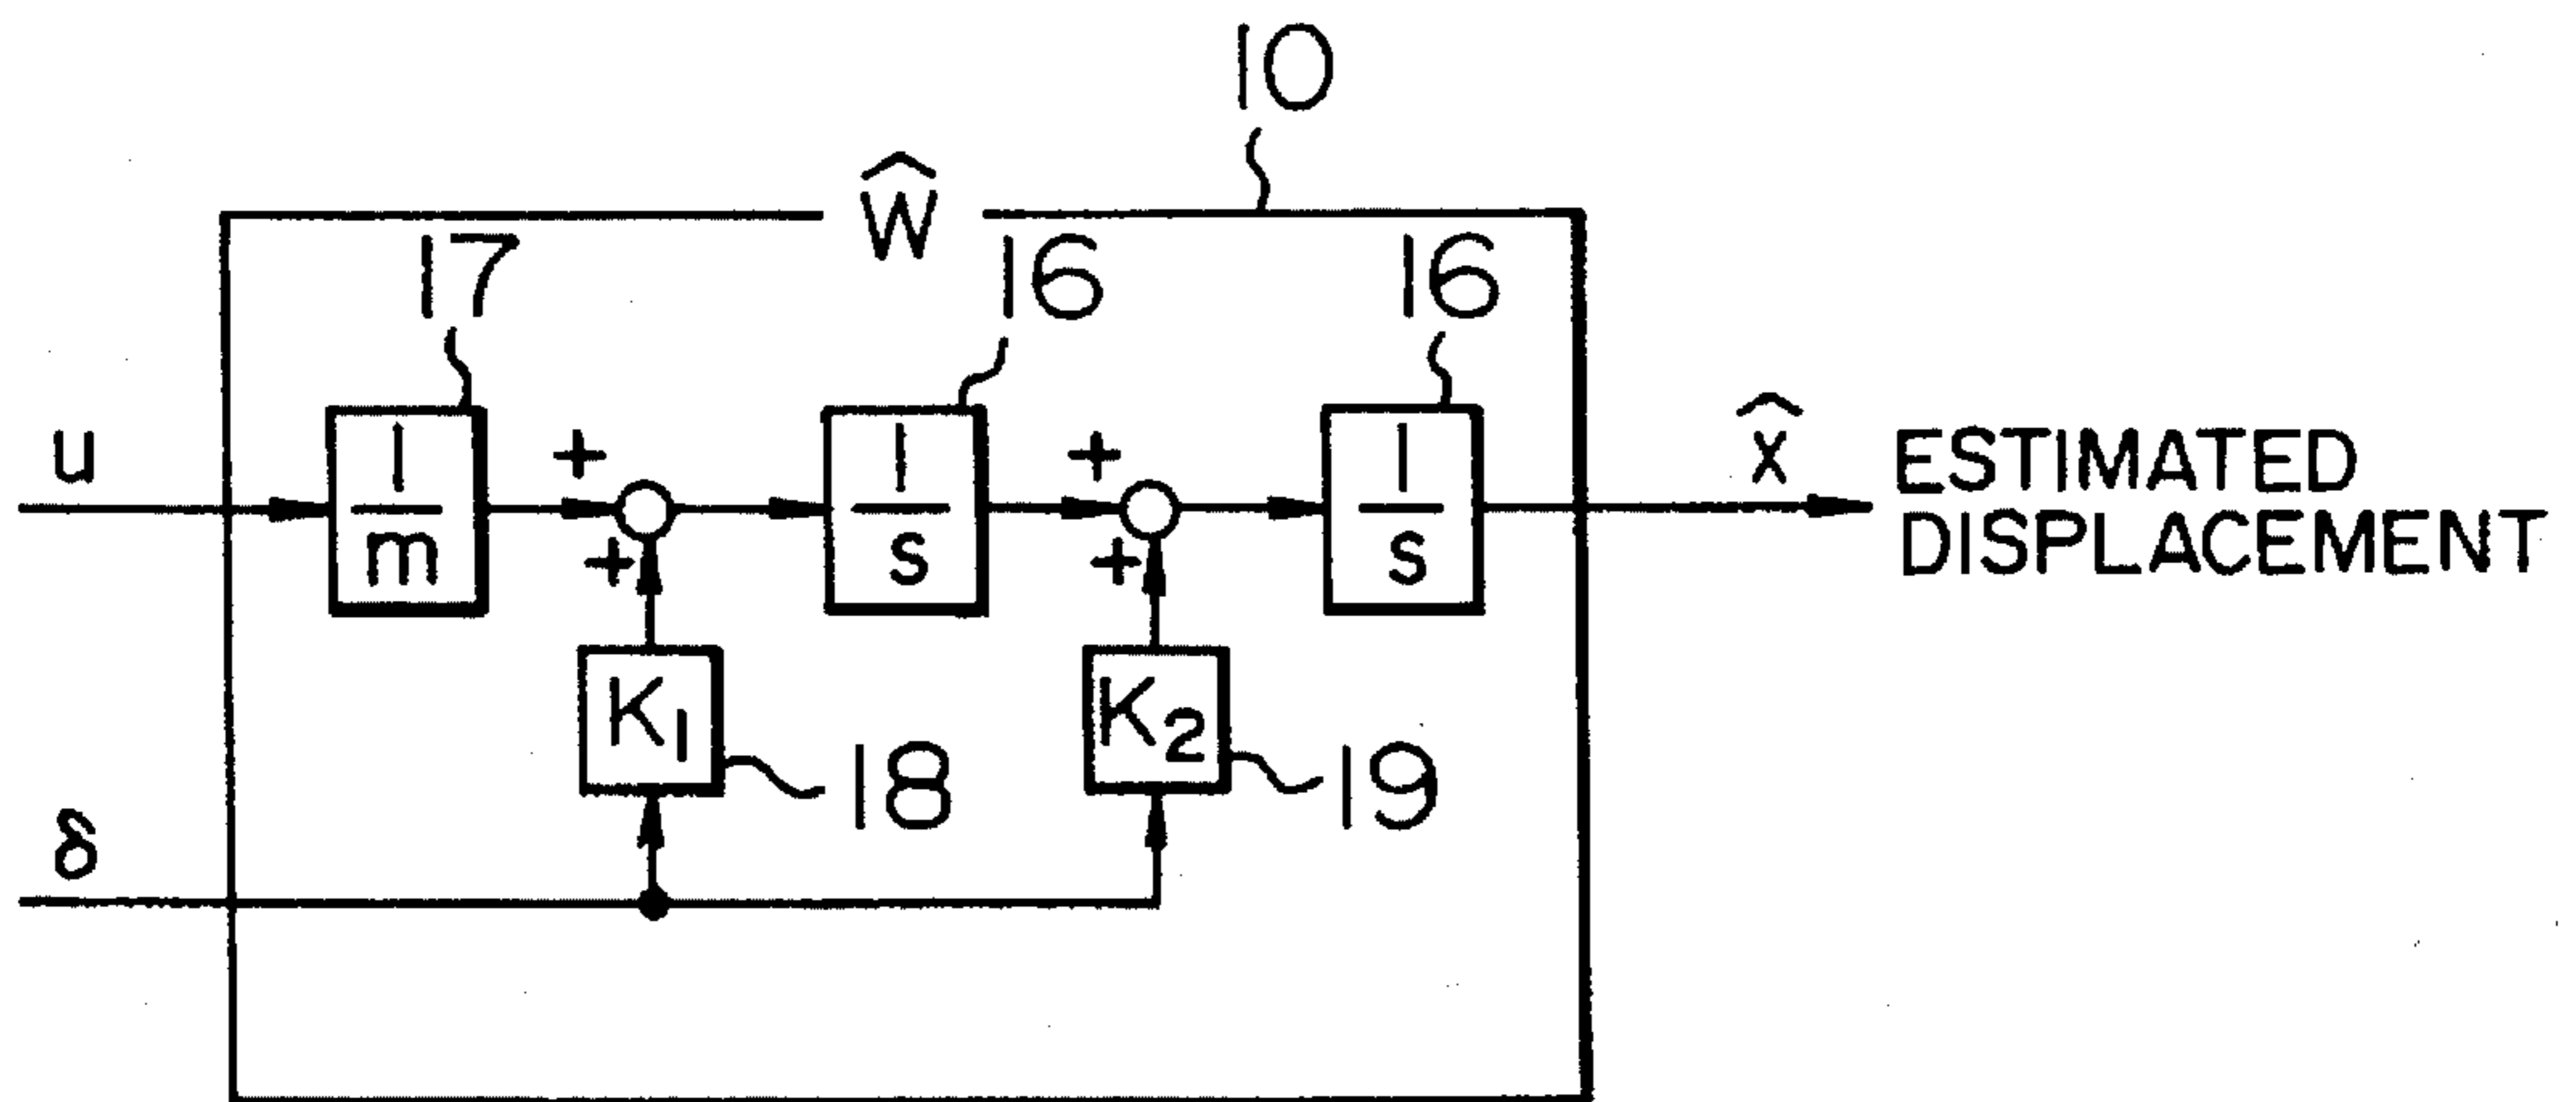 10
Ŵ
17
16
16
u
1/m
+
+
1/s
+
+
1/s
x̂
ESTIMATED
DISPLACEMENT
K₁
18
K₂
19
δ